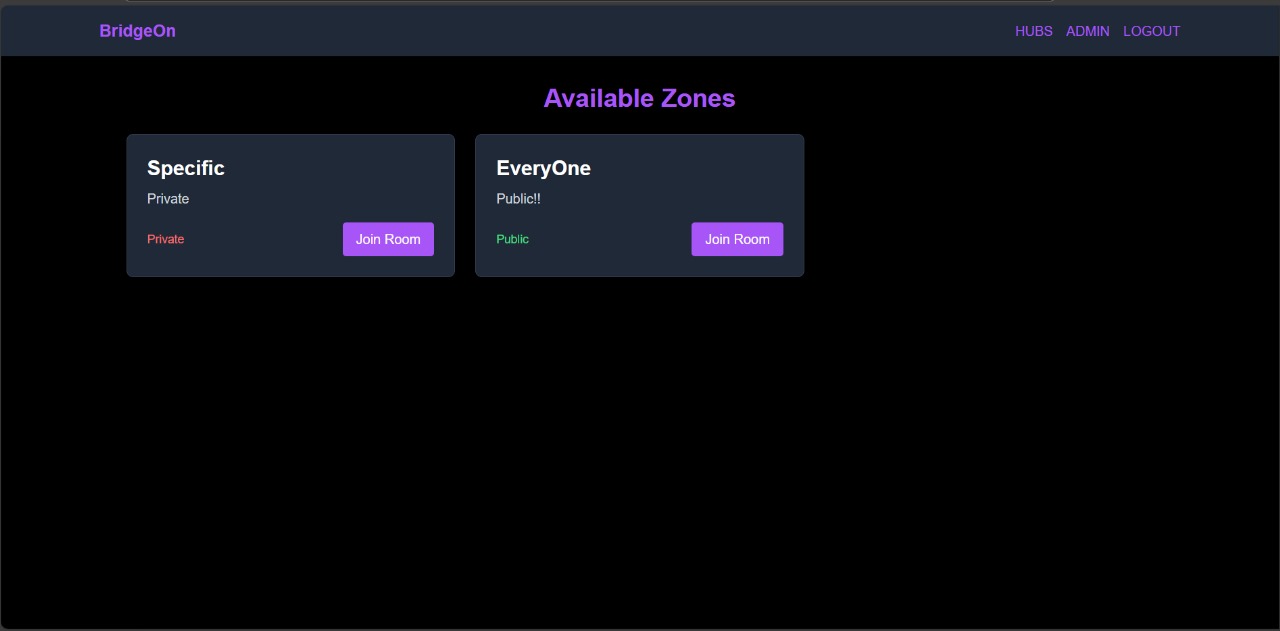 BridgeOn
HUBS ADMIN LOGOUT
Available Zones
Specific
Private
Private
Join Room
EveryOne
Public!!
Public
Join Room